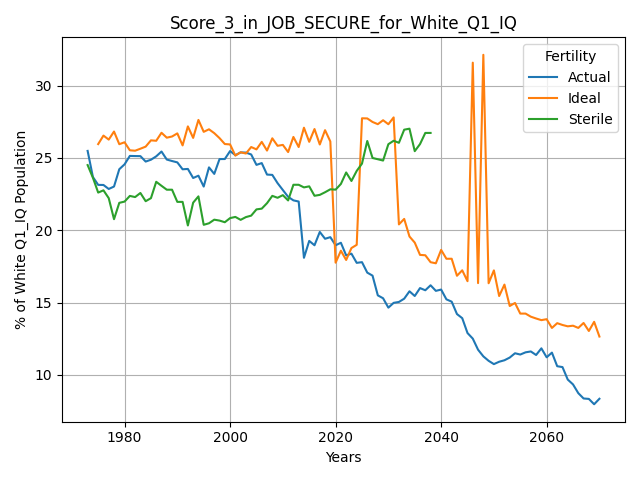 Score_3_in_JOB_SECURE_for_White_Q1_IQ
Fertility
Actual
Ideal
Sterile
% of White Q1_IQ Population
30
25
20
15
10
1980
2000
2020
2040
2060
Years